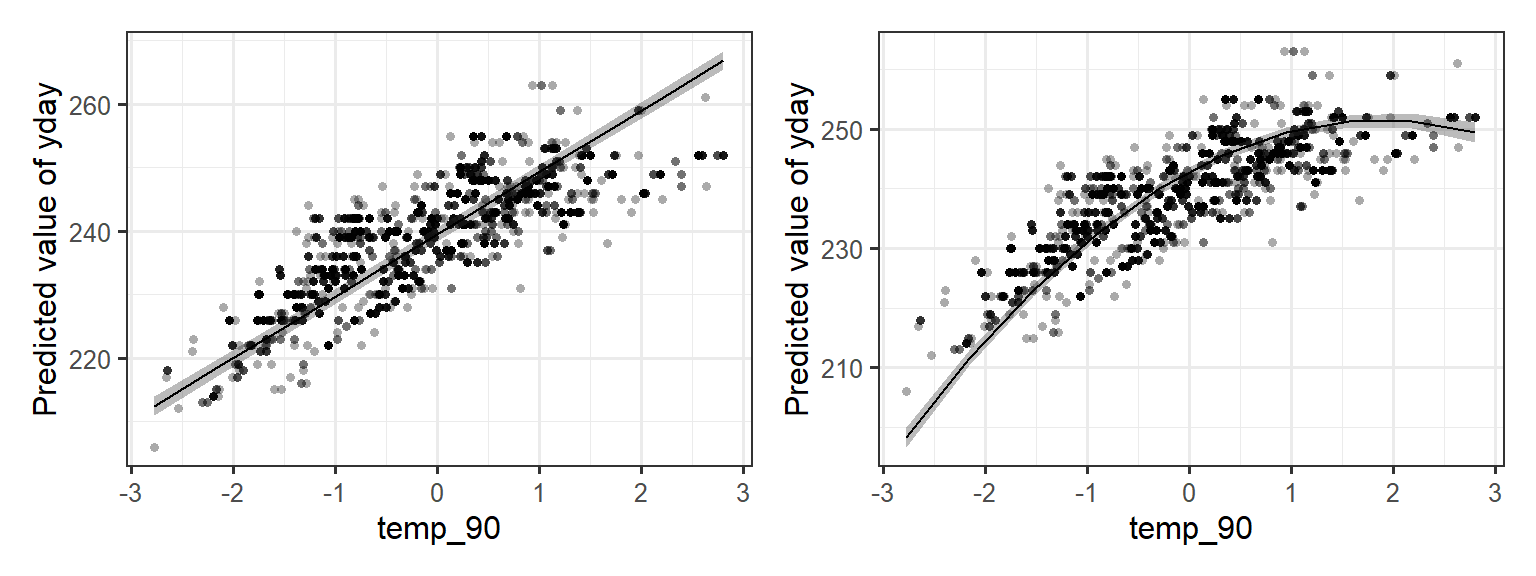 Predicted value of yday
260
240
220
-3 -2 -1 0 1 2 3
temp_90
Predicted value of yday
250
230
210
-3 -2 -1 0 1 2 3
temp_90